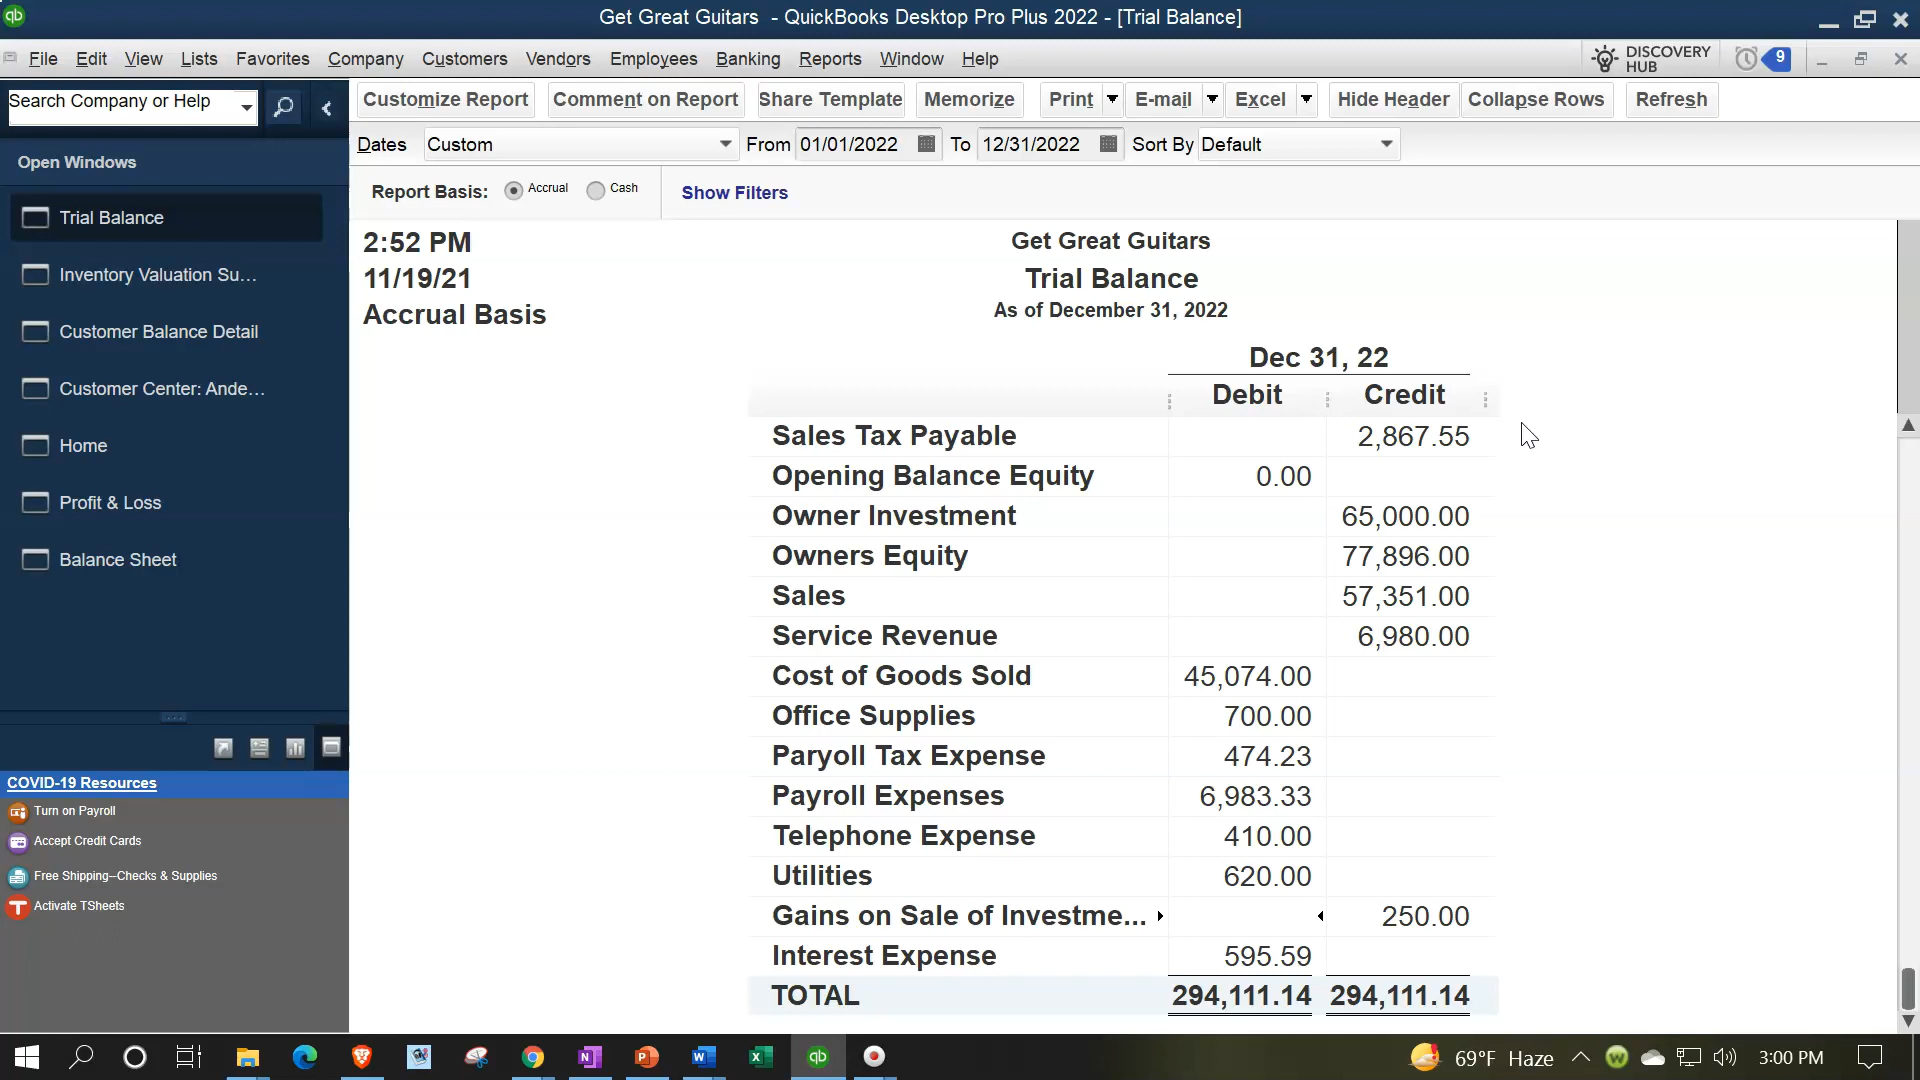 qb Get Great Guitars - QuickBooks Desktop Pro Plus 2022 - [Trial Balance]
File Edit View Lists Favorites Company Customers Vendors Employees Banking Reports Window Help DISCOVERY HUB 9
Search Company or Help Customize Report Comment on Report Share Template Memorize Print E-mail Excel Hide Header Collapse Rows Refresh
Dates Custom From 01/01/2022 To 12/31/2022 Sort By Default
Report Basis: Accrual Cash Show Filters
Open Windows
Trial Balance
Inventory Valuation Su...
Customer Balance Detail
Customer Center: Ande...
Home
Profit & Loss
Balance Sheet
COVID-19 Resources
Turn on Payroll
Accept Credit Cards
Free Shipping--Checks & Supplies
Activate TSheets
2:52 PM
11/19/21
Accrual Basis
Get Great Guitars
Trial Balance
As of December 31, 2022
Dec 31, 22
Debit Credit
Sales Tax Payable 2,867.55
Opening Balance Equity 0.00
Owner Investment 65,000.00
Owners Equity 77,896.00
Sales 57,351.00
Service Revenue 6,980.00
Cost of Goods Sold 45,074.00
Office Supplies 700.00
Paryoll Tax Expense 474.23
Payroll Expenses 6,983.33
Telephone Expense 410.00
Utilities 620.00
Gains on Sale of Investme... 250.00
Interest Expense 595.59
TOTAL 294,111.14 294,111.14
N P W X qb W 69°F Haze 3:00 PM